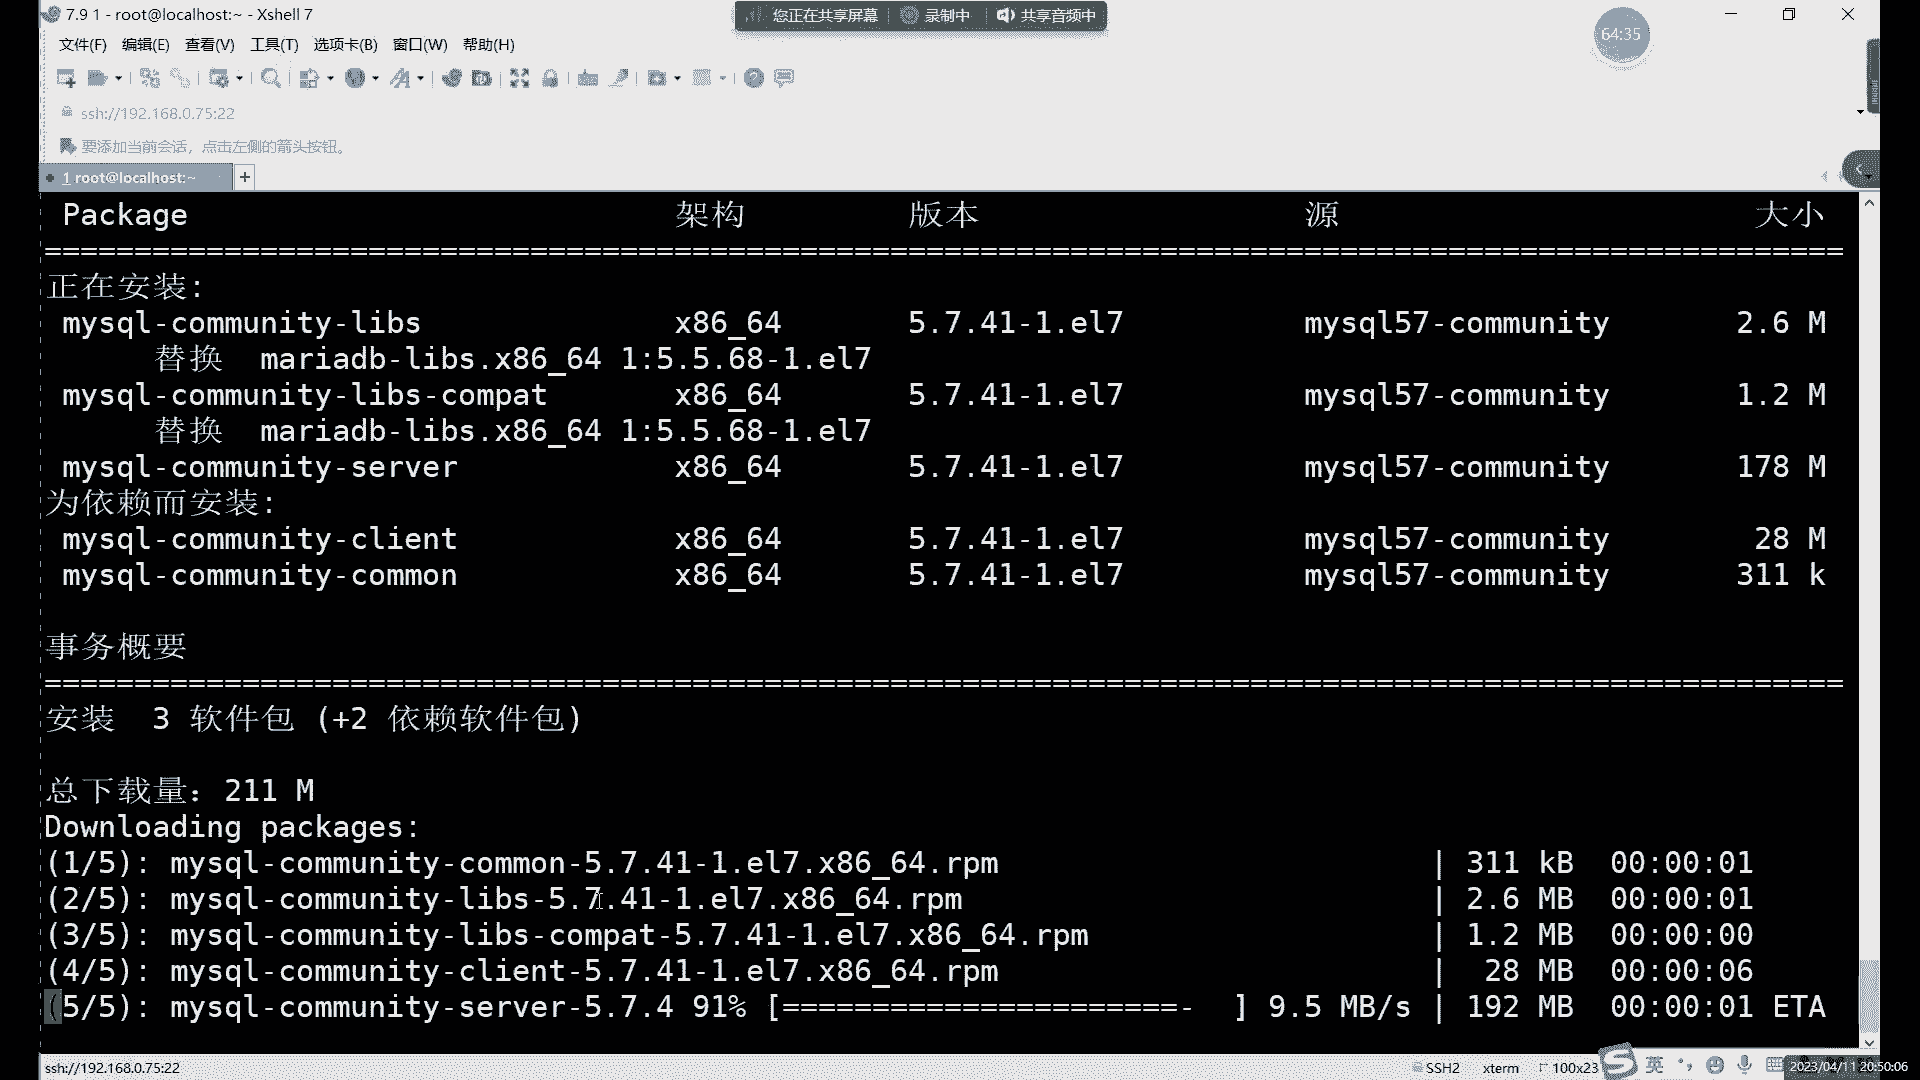 7.9 1 - root@localhost:~ - Xshell 7
您正在共享屏幕 录制中 共享音频中
64:35
文件(F) 编辑(E) 查看(V) 工具(T) 选项卡(B) 窗口(W) 帮助(H)
ssh://192.168.0.75:22
要添加当前会话，点击左侧的箭头按钮。
1 root@localhost:~
Package 架构 版本 源 大小
================================================================================
正在安装:
mysql-community-libs x86_64 5.7.41-1.el7 mysql57-community 2.6 M
替换 mariadb-libs.x86_64 1:5.5.68-1.el7
mysql-community-libs-compat x86_64 5.7.41-1.el7 mysql57-community 1.2 M
替换 mariadb-libs.x86_64 1:5.5.68-1.el7
mysql-community-server x86_64 5.7.41-1.el7 mysql57-community 178 M
为依赖而安装:
mysql-community-client x86_64 5.7.41-1.el7 mysql57-community 28 M
mysql-community-common x86_64 5.7.41-1.el7 mysql57-community 311 k
事务概要
================================================================================
安装 3 软件包 (+2 依赖软件包)
总下载量：211 M
Downloading packages:
(1/5): mysql-community-common-5.7.41-1.el7.x86_64.rpm | 311 kB 00:00:01
(2/5): mysql-community-libs-5.7.41-1.el7.x86_64.rpm | 2.6 MB 00:00:01
(3/5): mysql-community-libs-compat-5.7.41-1.el7.x86_64.rpm | 1.2 MB 00:00:00
(4/5): mysql-community-client-5.7.41-1.el7.x86_64.rpm | 28 MB 00:00:06
(5/5): mysql-community-server-5.7.4 91% [======================- ] 9.5 MB/s | 192 MB 00:00:01 ETA
ssh://192.168.0.75:22 SSH2 xterm 100x23 英 2023/04/11 20:50:06